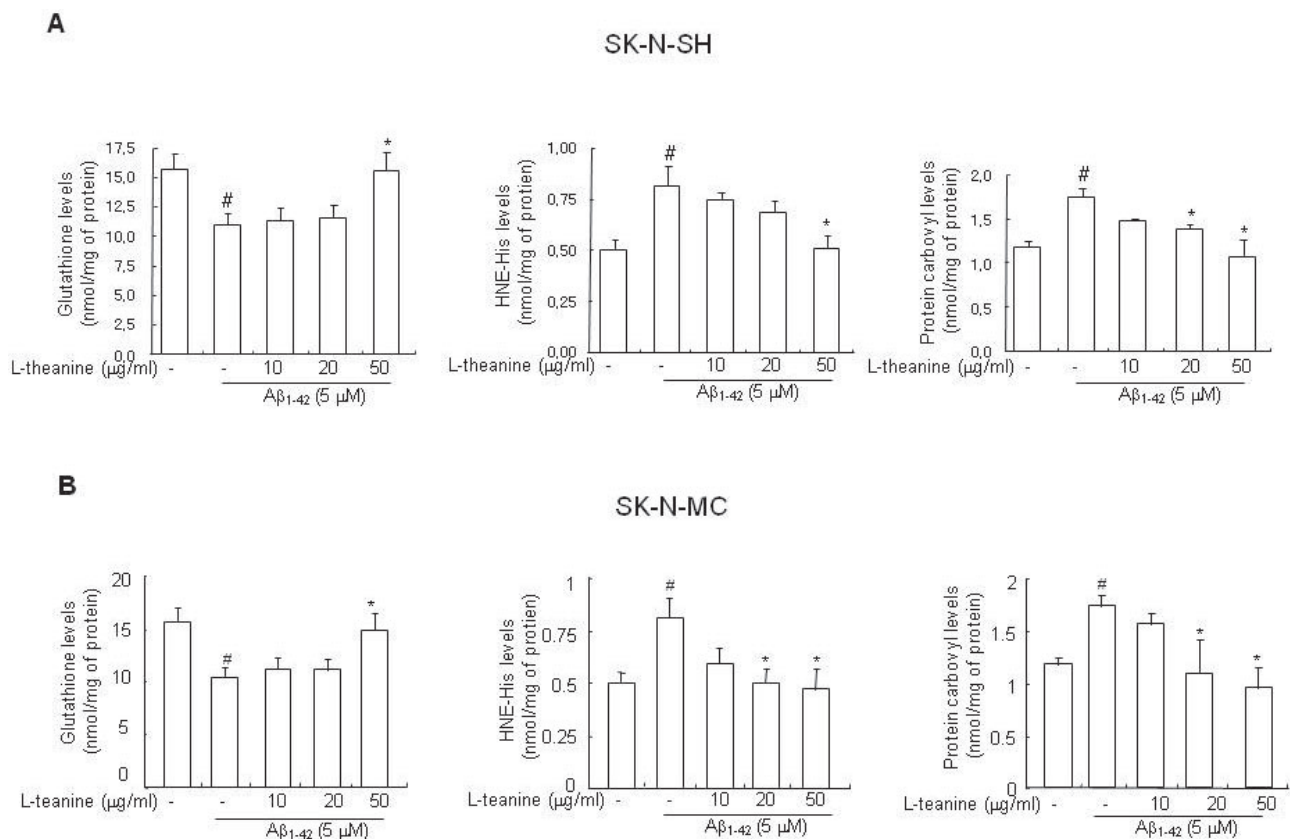 A
SK-N-SH
Glutathione levels
(nmol/mg of protein)
17,5
15,0
12,5
10,0
7,5
5,0
2,5
0,0
#
*
L-theanine (μg/ml) - - 10 20 50
Aβ1-42 (5 μM)
HNE-His levels
(nmol/mg of protien)
1,00
0,75
0,50
0,25
0,00
#
*
L-theanine (μg/ml) - - 10 20 50
Aβ1-42 (5 μM)
Protein carbovyl levels
(nmol/mg of protein)
2,0
1,5
1,0
0,5
0,0
#
*
*
L-theanine (μg/ml) - - 10 20 50
Aβ1-42 (5 μM)
B
SK-N-MC
Glutathione levels
(nmol/mg of protein)
20
15
10
5
0
#
*
L-teanine (μg/ml) - - 10 20 50
Aβ1-42 (5 μM)
HNE-His levels
(nmol/mg of protien)
1
0.75
0.5
0.25
0
#
*
*
L-teanine (μg/ml) - - 10 20 50
Aβ1-42 (5 μM)
Protein carbovyl levels
(nmol/mg of protein)
2
1.5
1
0.5
0
#
*
*
L-teanine (μg/ml) - - 10 20 50
Aβ1-42 (5 μM)